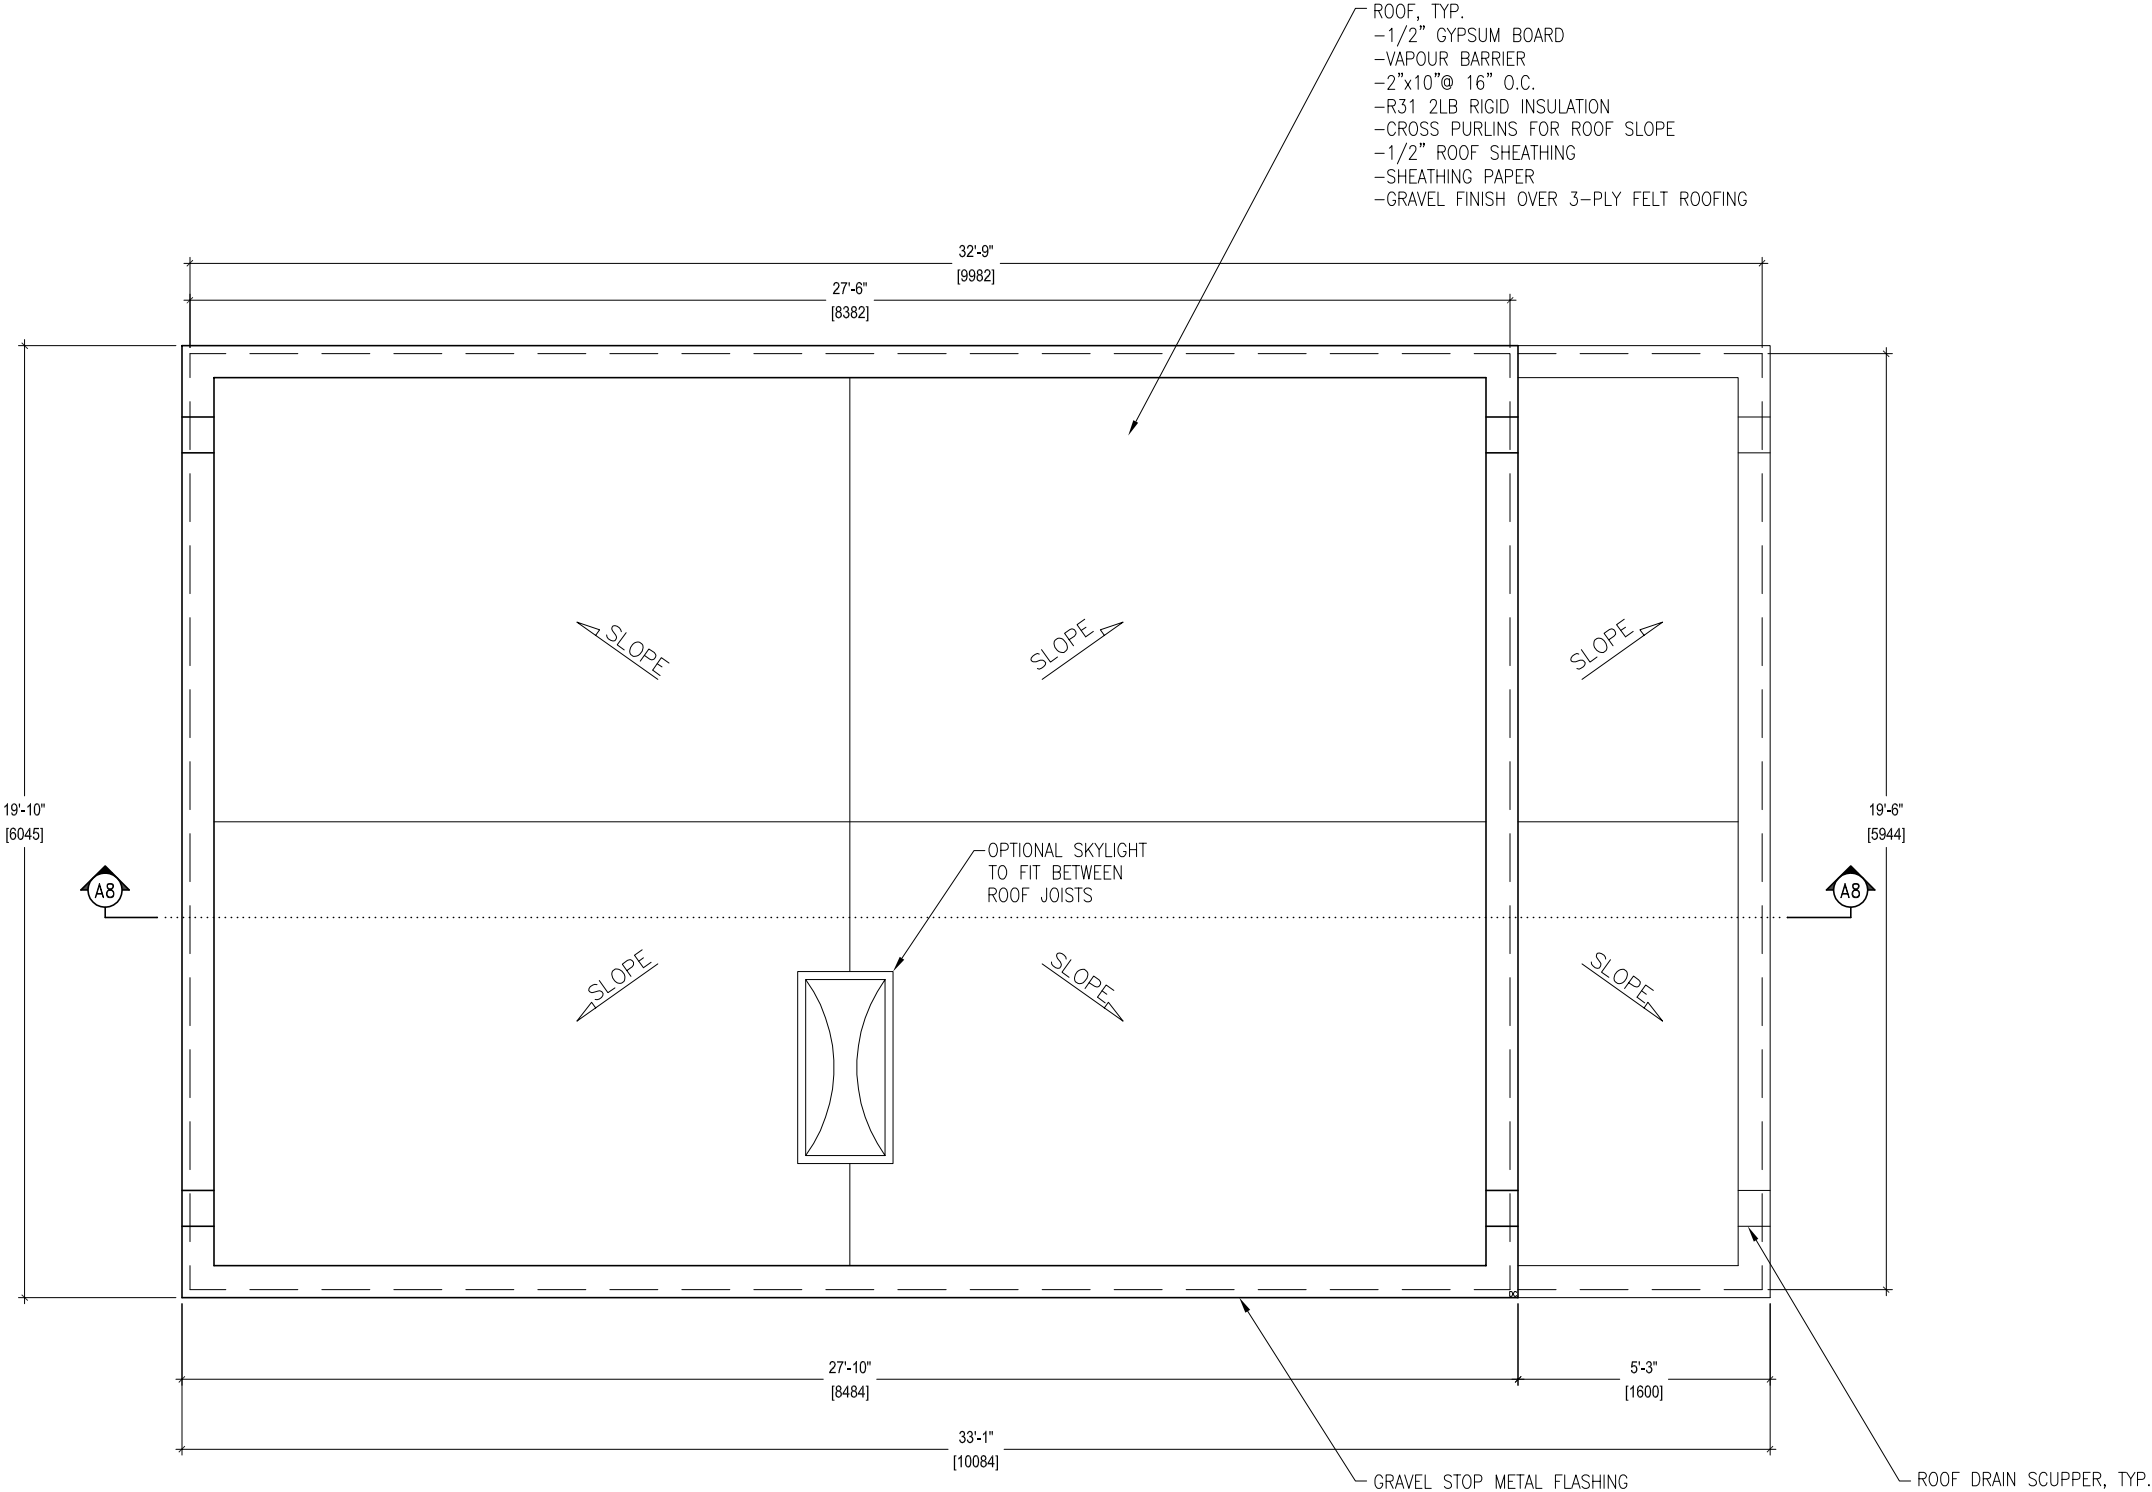 ROOF, TYP.
-1/2" GYPSUM BOARD
-VAPOUR BARRIER
-2"x10"@ 16" O.C.
-R31 2LB RIGID INSULATION
-CROSS PURLINS FOR ROOF SLOPE
-1/2" ROOF SHEATHING
-SHEATHING PAPER
-GRAVEL FINISH OVER 3-PLY FELT ROOFING
32'-9"
[9982]
27'-6"
[8382]
SLOPE
SLOPE
SLOPE
19'-10"
[6045]
19'-6"
[5944]
OPTIONAL SKYLIGHT
TO FIT BETWEEN
ROOF JOISTS
A8
A8
SLOPE
SLOPE
SLOPE
27'-10"
[8484]
5'-3"
[1600]
33'-1"
[10084]
GRAVEL STOP METAL FLASHING
ROOF DRAIN SCUPPER, TYP.